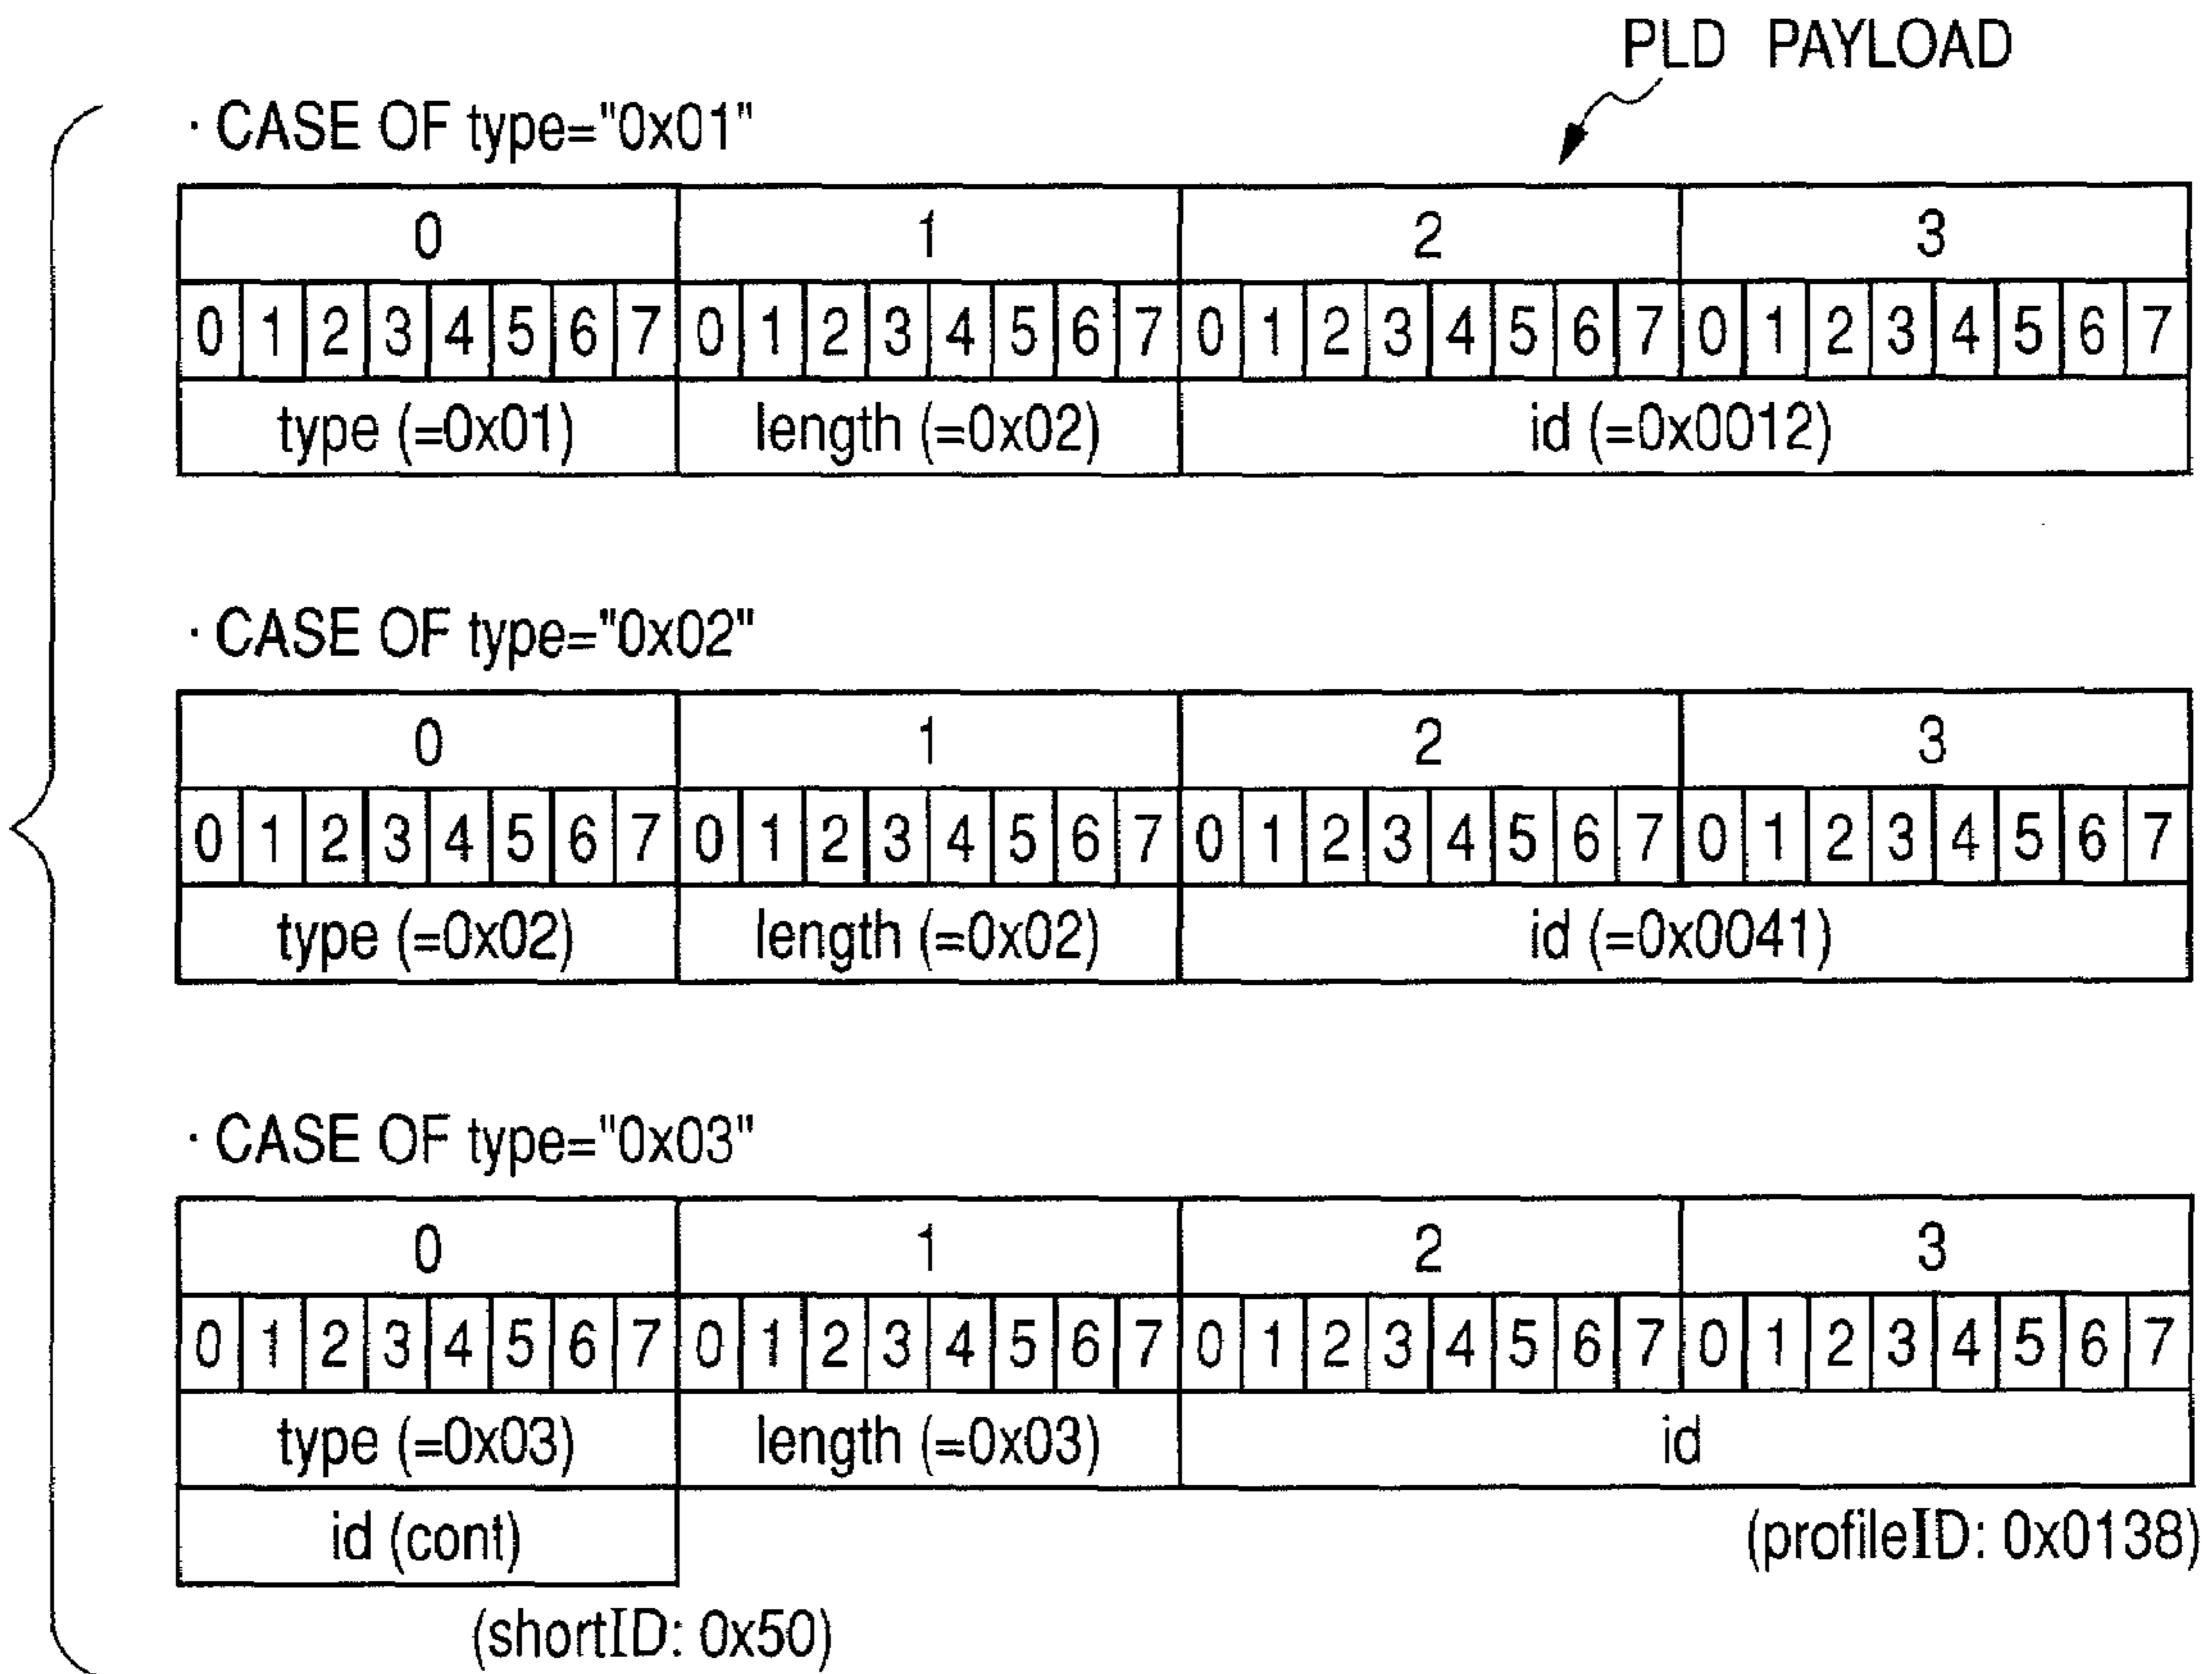 PLD PAYLOAD
· CASE OF type="0x01"
0 1 2 3
0 1 2 3 4 5 6 7 0 1 2 3 4 5 6 7 0 1 2 3 4 5 6 7 0 1 2 3 4 5 6 7
type (=0x01) length (=0x02) id (=0x0012)
· CASE OF type="0x02"
0 1 2 3
0 1 2 3 4 5 6 7 0 1 2 3 4 5 6 7 0 1 2 3 4 5 6 7 0 1 2 3 4 5 6 7
type (=0x02) length (=0x02) id (=0x0041)
· CASE OF type="0x03"
0 1 2 3
0 1 2 3 4 5 6 7 0 1 2 3 4 5 6 7 0 1 2 3 4 5 6 7 0 1 2 3 4 5 6 7
type (=0x03) length (=0x03) id
id (cont) (profileID: 0x0138)
(shortID: 0x50)